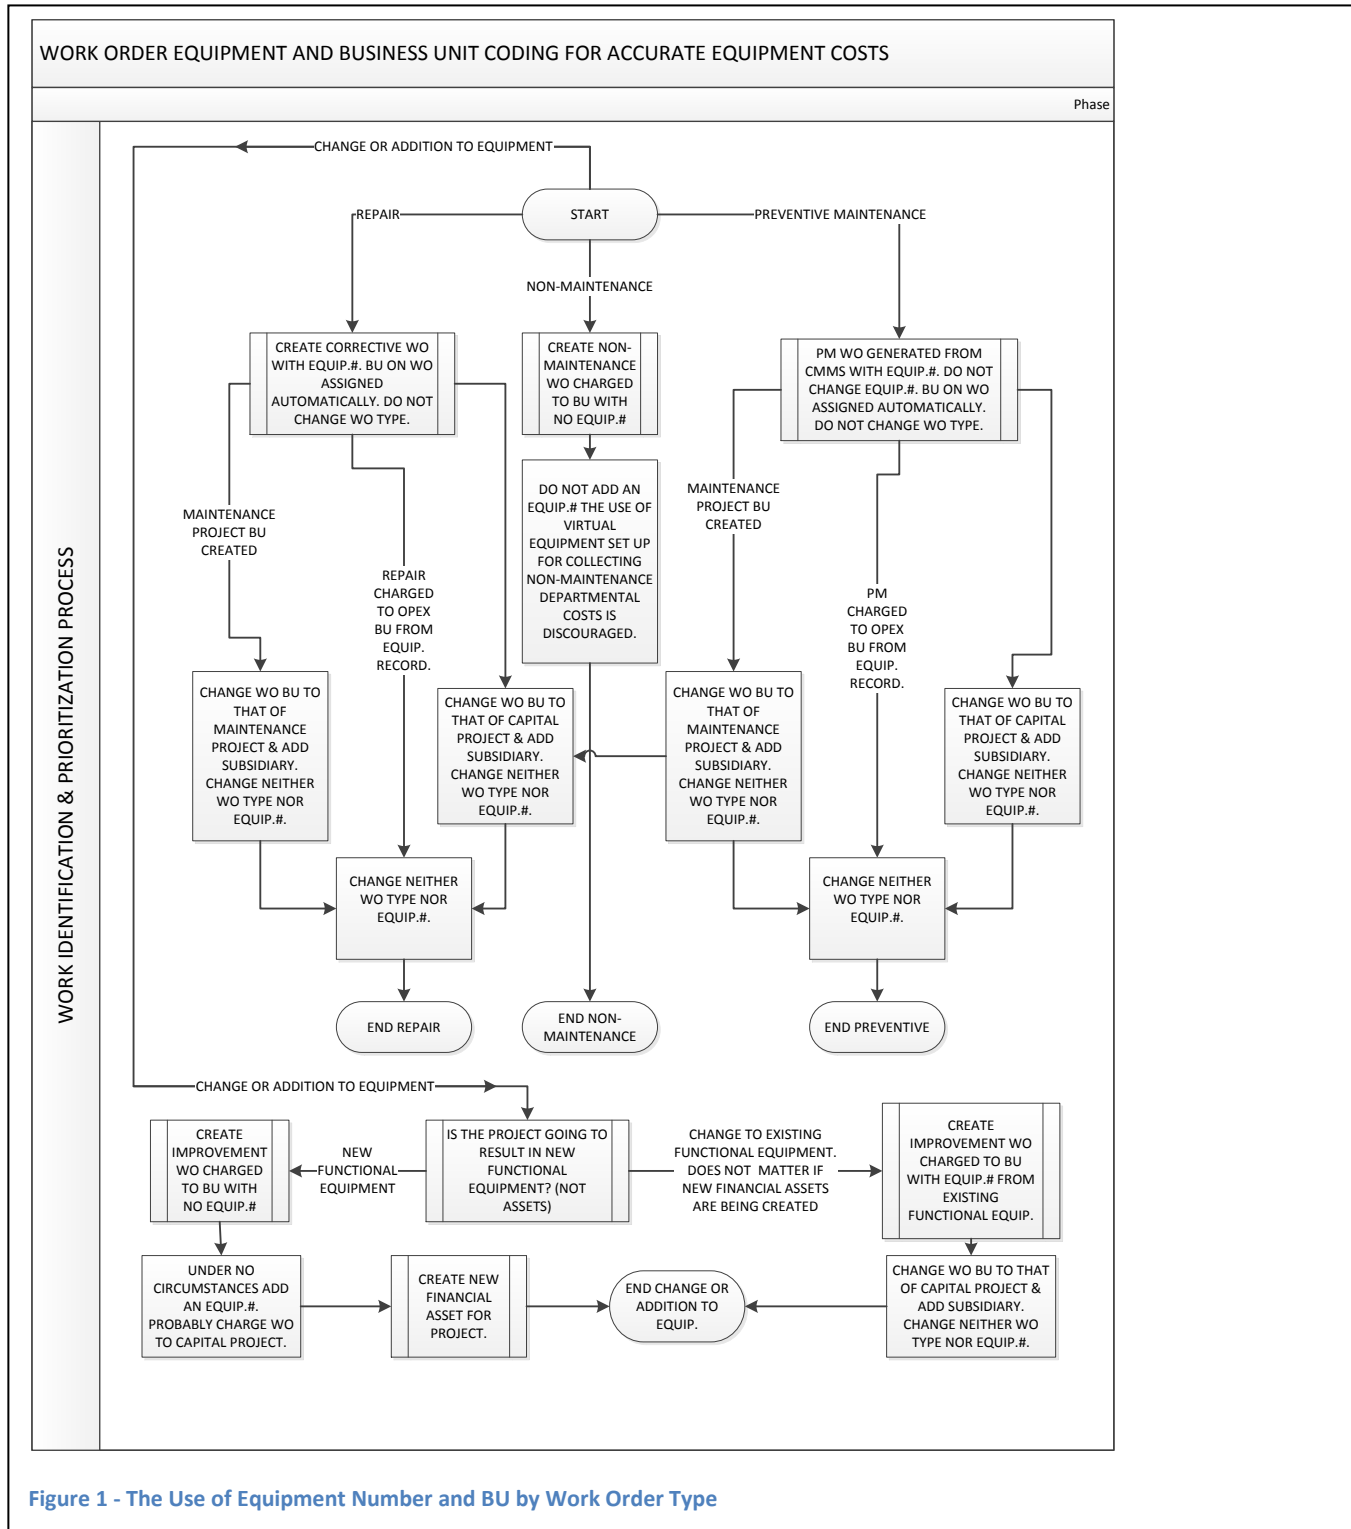 WORK ORDER EQUIPMENT AND BUSINESS UNIT CODING FOR ACCURATE EQUIPMENT COSTS
Phase
WORK IDENTIFICATION & PRIORITIZATION PROCESS
CHANGE OR ADDITION TO EQUIPMENT
START
REPAIR
PREVENTIVE MAINTENANCE
NON-MAINTENANCE
CREATE CORRECTIVE WO
WITH EQUIP.#. BU ON WO
ASSIGNED
AUTOMATICALLY. DO NOT
CHANGE WO TYPE.
CREATE NON-
MAINTENANCE
WO CHARGED
TO BU WITH
NO EQUIP.#
PM WO GENERATED FROM
CMMS WITH EQUIP.#. DO NOT
CHANGE EQUIP.#. BU ON WO
ASSIGNED AUTOMATICALLY.
DO NOT CHANGE WO TYPE.
MAINTENANCE
PROJECT BU
CREATED
REPAIR
CHARGED
TO OPEX
BU FROM
EQUIP.
RECORD.
DO NOT ADD AN
EQUIP.# THE USE OF
VIRTUAL
EQUIPMENT SET UP
FOR COLLECTING
NON-MAINTENANCE
DEPARTMENTAL
COSTS IS
DISCOURAGED.
MAINTENANCE
PROJECT BU
CREATED
PM
CHARGED
TO OPEX
BU FROM
EQUIP.
RECORD.
CHANGE WO BU TO
THAT OF
MAINTENANCE
PROJECT & ADD
SUBSIDIARY.
CHANGE NEITHER
WO TYPE NOR
EQUIP.#.
CHANGE WO BU TO
THAT OF CAPITAL
PROJECT & ADD
SUBSIDIARY.
CHANGE NEITHER
WO TYPE NOR
EQUIP.#.
CHANGE WO BU TO
THAT OF
MAINTENANCE
PROJECT & ADD
SUBSIDIARY.
CHANGE NEITHER
WO TYPE NOR
EQUIP.#.
CHANGE WO BU TO
THAT OF CAPITAL
PROJECT & ADD
SUBSIDIARY.
CHANGE NEITHER
WO TYPE NOR
EQUIP.#.
CHANGE NEITHER
WO TYPE NOR
EQUIP.#.
CHANGE NEITHER
WO TYPE NOR
EQUIP.#.
END REPAIR
END NON-
MAINTENANCE
END PREVENTIVE
CHANGE OR ADDITION TO EQUIPMENT
CREATE
IMPROVEMENT
WO CHARGED
TO BU WITH
NO EQUIP.#
NEW
FUNCTIONAL
EQUIPMENT
IS THE PROJECT GOING TO
RESULT IN NEW
FUNCTIONAL
EQUIPMENT? (NOT
ASSETS)
CHANGE TO EXISTING
FUNCTIONAL EQUIPMENT.
DOES NOT MATTER IF
NEW FINANCIAL ASSETS
ARE BEING CREATED
CREATE
IMPROVEMENT WO
CHARGED TO BU
WITH EQUIP.# FROM
EXISTING
FUNCTIONAL EQUIP.
UNDER NO
CIRCUMSTANCES ADD
AN EQUIP.#.
PROBABLY CHARGE WO
TO CAPITAL PROJECT.
CREATE NEW
FINANCIAL
ASSET FOR
PROJECT.
END CHANGE OR
ADDITION TO
EQUIP.
CHANGE WO BU TO THAT
OF CAPITAL PROJECT &
ADD SUBSIDIARY.
CHANGE NEITHER WO
TYPE NOR EQUIP.#.
Figure 1 - The Use of Equipment Number and BU by Work Order Type